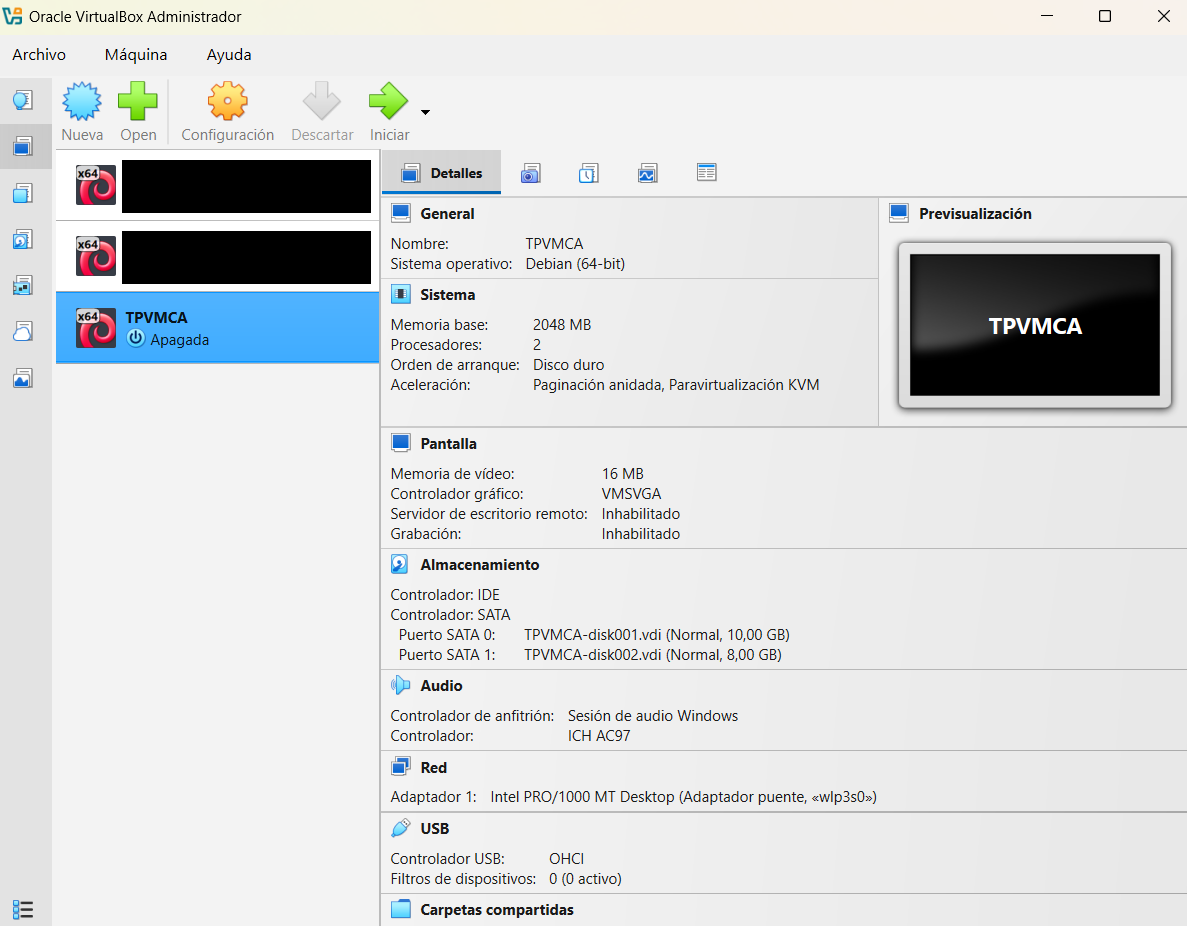 Oracle VirtualBox Administrador
Archivo Máquina Ayuda
Nueva Open Configuración Descartar Iniciar
x64
x64
x64
TPVMCA
Apagada
Detalles
General
Nombre: TPVMCA
Sistema operativo: Debian (64-bit)
Sistema
Memoria base: 2048 MB
Procesadores: 2
Orden de arranque: Disco duro
Aceleración: Paginación anidada, Paravirtualización KVM
Previsualización
TPVMCA
Pantalla
Memoria de vídeo: 16 MB
Controlador gráfico: VMSVGA
Servidor de escritorio remoto: Inhabilitado
Grabación: Inhabilitado
Almacenamiento
Controlador: IDE
Controlador: SATA
Puerto SATA 0: TPVMCA-disk001.vdi (Normal, 10,00 GB)
Puerto SATA 1: TPVMCA-disk002.vdi (Normal, 8,00 GB)
Audio
Controlador de anfitrión: Sesión de audio Windows
Controlador: ICH AC97
Red
Adaptador 1: Intel PRO/1000 MT Desktop (Adaptador puente, «wlp3s0»)
USB
Controlador USB: OHCI
Filtros de dispositivos: 0 (0 activo)
Carpetas compartidas